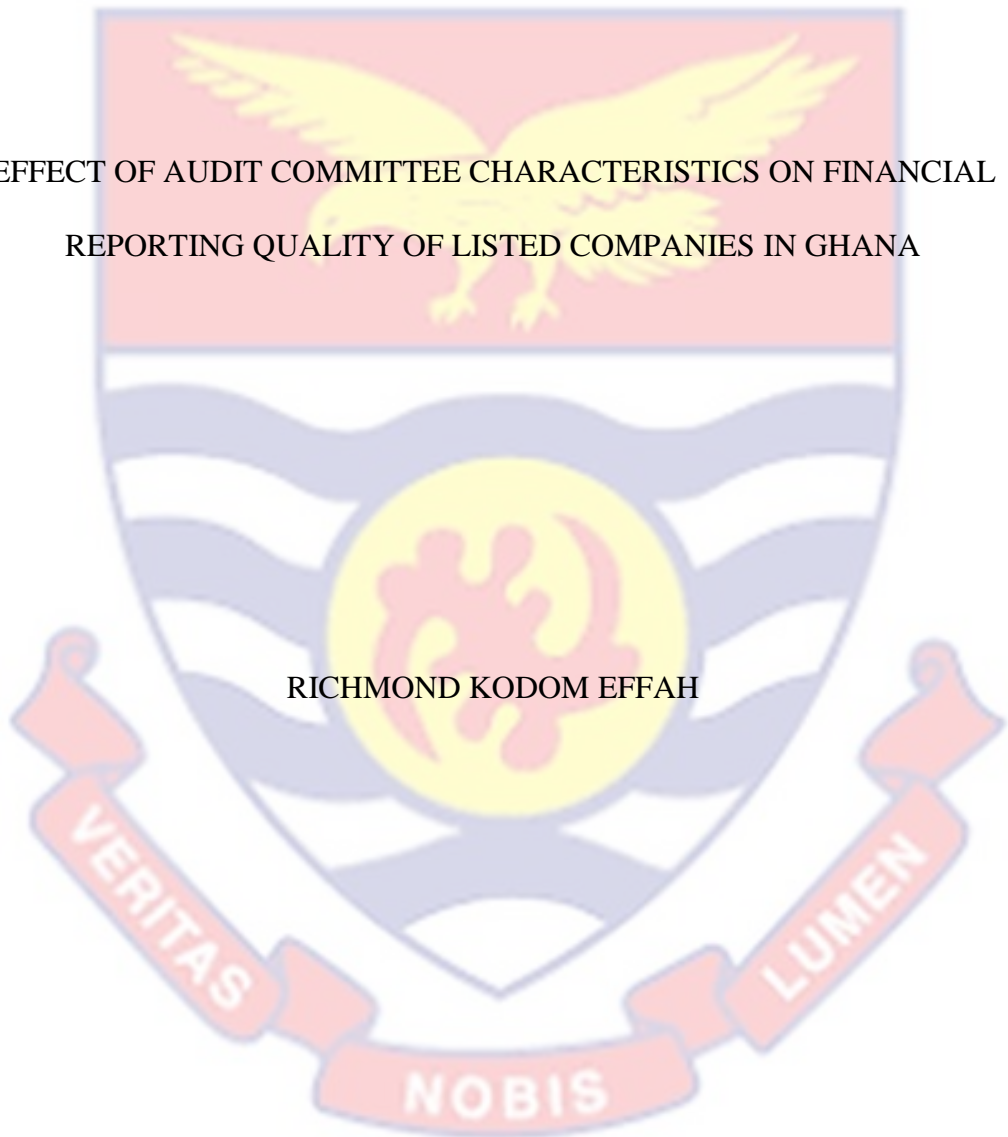 EFFECT OF AUDIT COMMITTEE CHARACTERISTICS ON FINANCIAL
REPORTING QUALITY OF LISTED COMPANIES IN GHANA
RICHMOND KODOM EFFAH
VERITAS
NOBIS
LUMEN